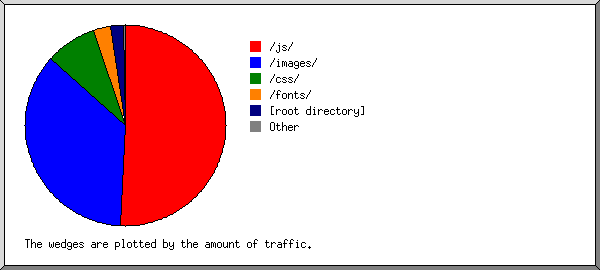 /js/
/images/
/css/
/fonts/
[root directory]
Other
The wedges are plotted by the amount of traffic.